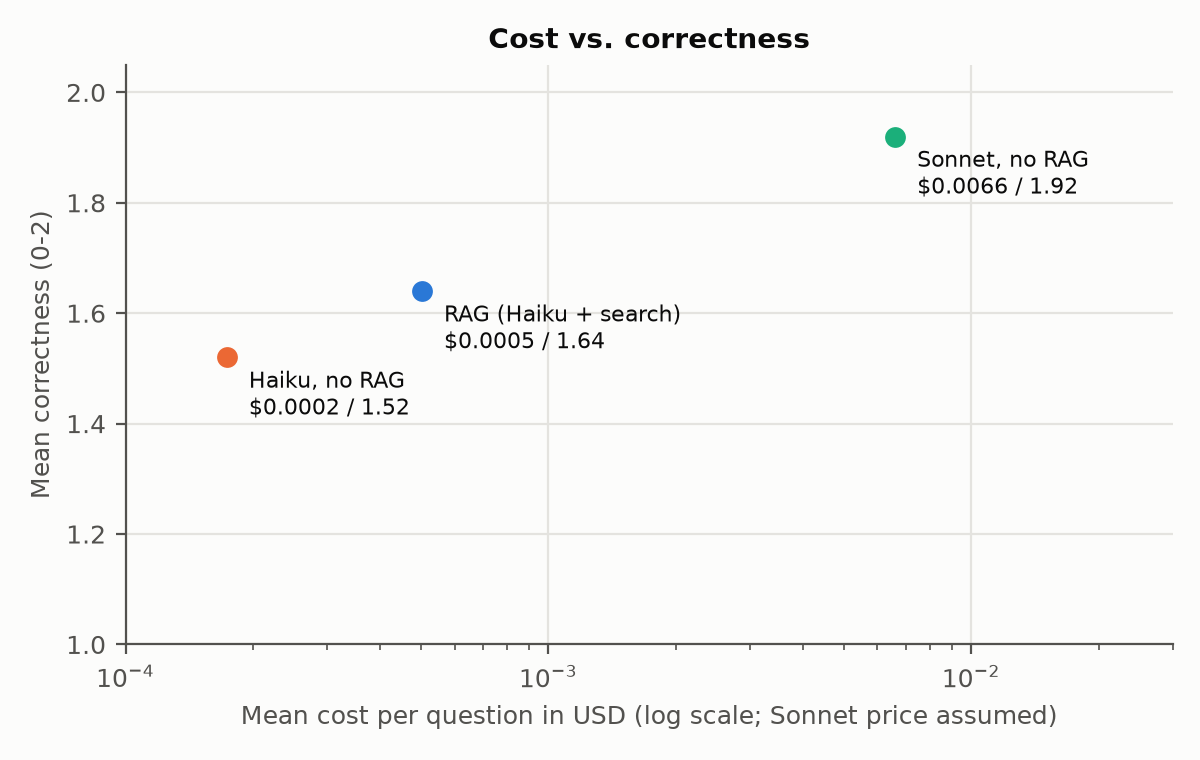 Cost vs. correctness
2.0
1.8
1.6
1.4
1.2
1.0
Mean correctness (0-2)
Sonnet, no RAG
$0.0066 / 1.92
RAG (Haiku + search)
$0.0005 / 1.64
Haiku, no RAG
$0.0002 / 1.52
10⁻⁴
10⁻³
10⁻²
Mean cost per question in USD (log scale; Sonnet price assumed)